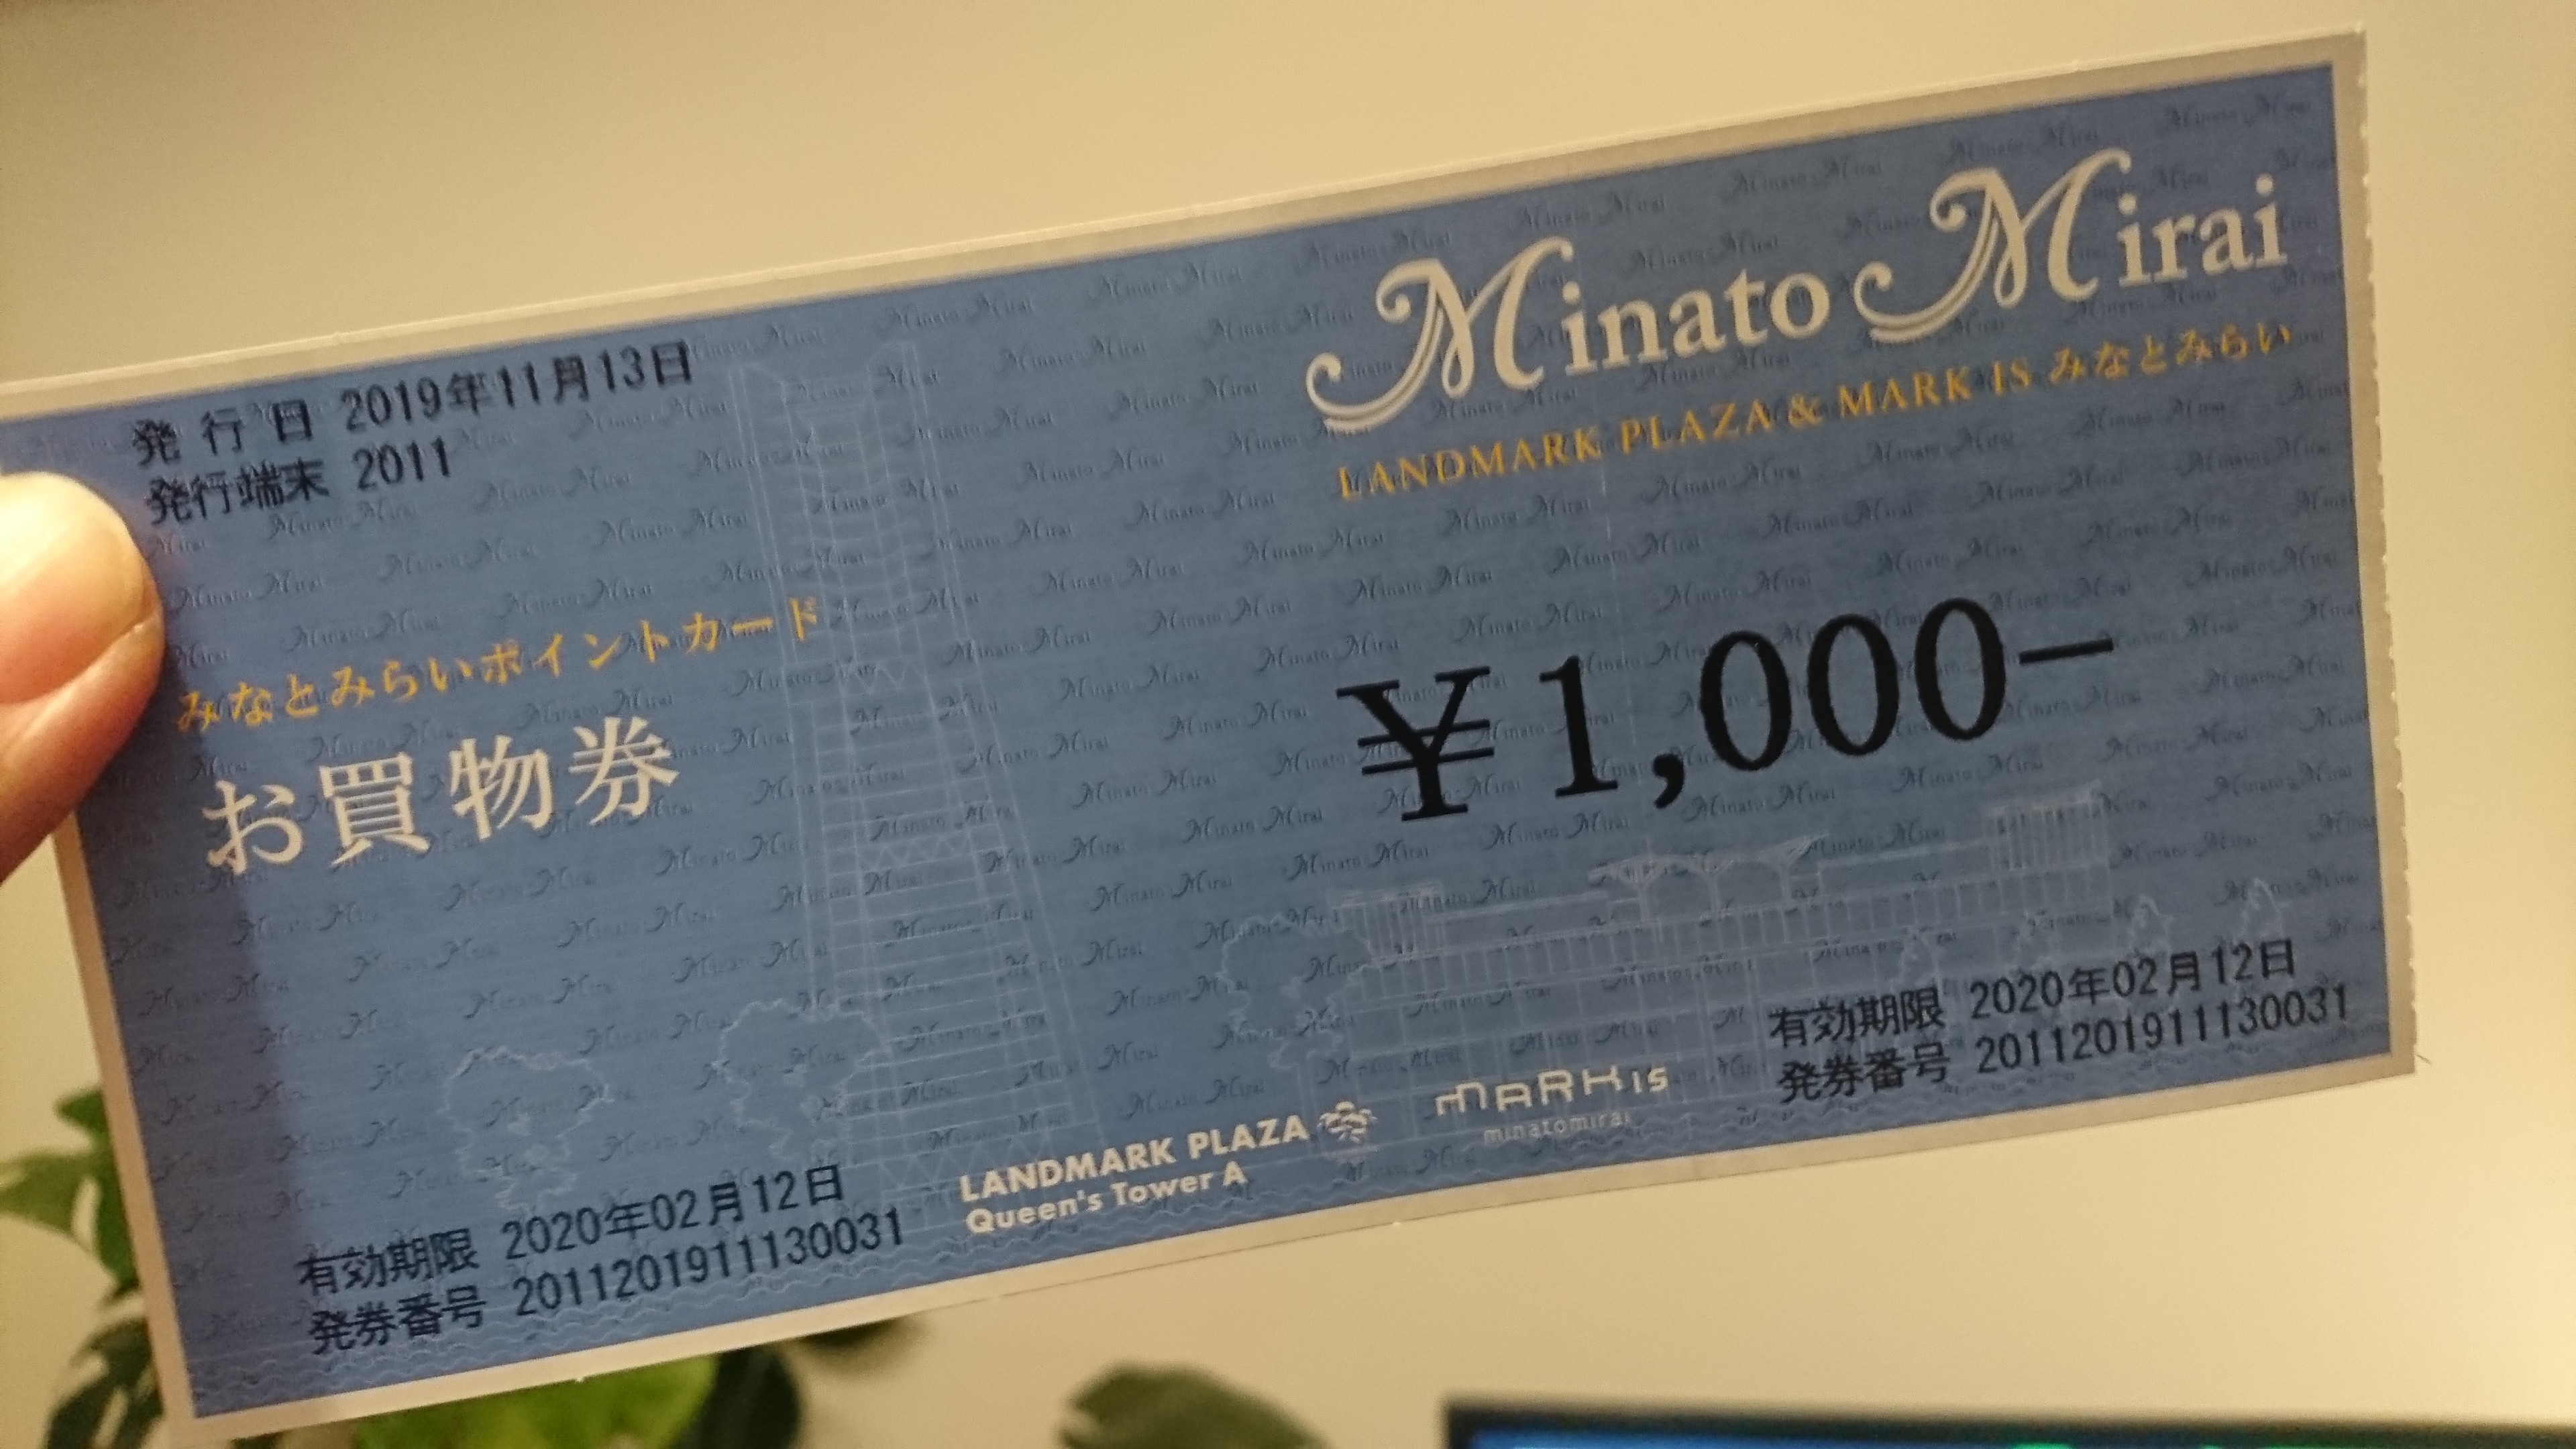 発行日 2019年11月13日
発行端末 2011
Minato Mirai
LANDMARK PLAZA & MARK IS みなとみらい
みなとみらいポイントカード
お買物券
¥1,000−
有効期限 2020年02月12日
発券番号 2011201911130031
LANDMARK PLAZA
Queen's Tower A
MARK IS
minatomirai
有効期限 2020年02月12日
発券番号 2011201911130031